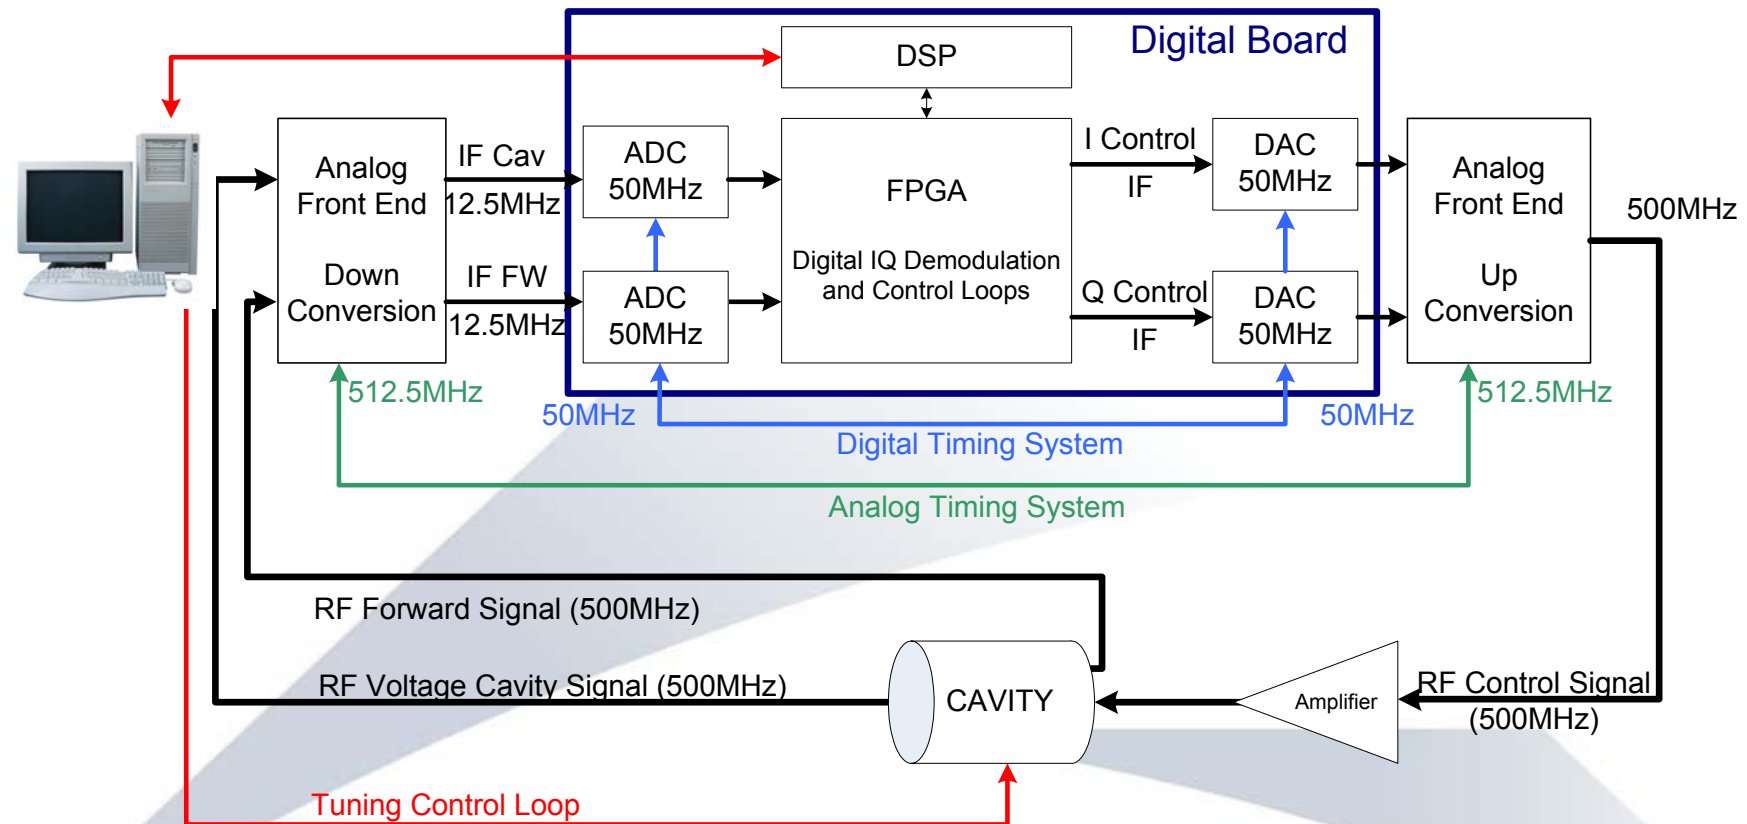 Digital Board
DSP
Analog
Front End
Down
Conversion
IF Cav
12.5MHz
IF FW
12.5MHz
ADC
50MHz
ADC
50MHz
FPGA
Digital IQ Demodulation
and Control Loops
I Control
IF
Q Control
IF
DAC
50MHz
DAC
50MHz
Analog
Front End
Up
Conversion
500MHz
512.5MHz
50MHz
50MHz
512.5MHz
Digital Timing System
Analog Timing System
RF Forward Signal (500MHz)
RF Voltage Cavity Signal (500MHz)
CAVITY
Amplifier
RF Control Signal
(500MHz)
Tuning Control Loop